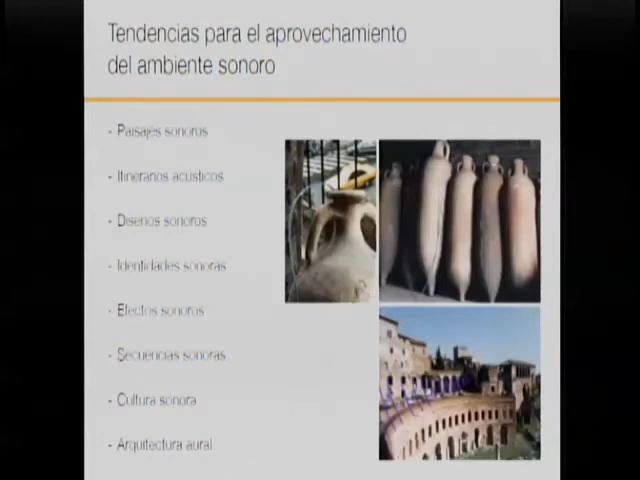 Tendencias para el aprovechamiento
del ambiente sonoro
- Paisajes sonoros
- Itinerarios acústicos
- Diseños sonoros
- Identidades sonoras
- Efectos sonoros
- Secuencias sonoras
- Cultura sonora
- Arquitectura aural